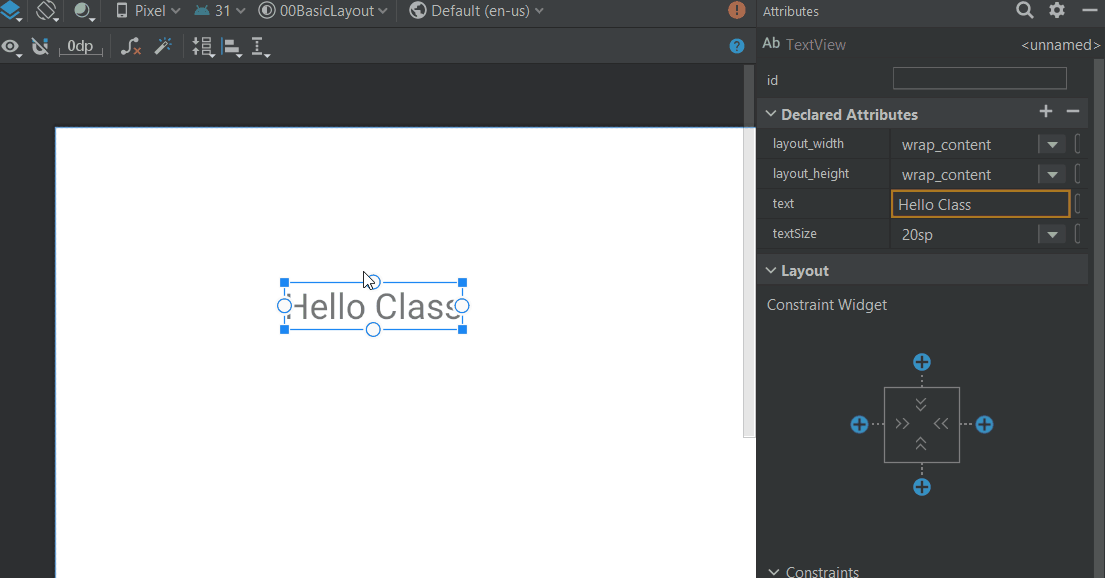 Pixel 31 00BasicLayout Default (en-us) ! Attributes
0dp ?
Ab TextView <unnamed>
id
Declared Attributes
layout_width wrap_content
layout_height wrap_content
text Hello Class
textSize 20sp
Layout
Constraint Widget
Hello Class
Constraints